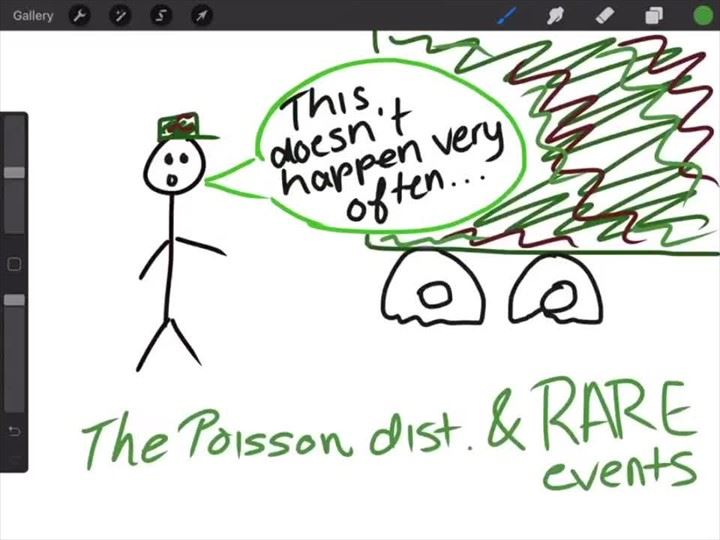 Gallery
This
doesn't
happen very
often...
The Poisson dist. & RARE
events